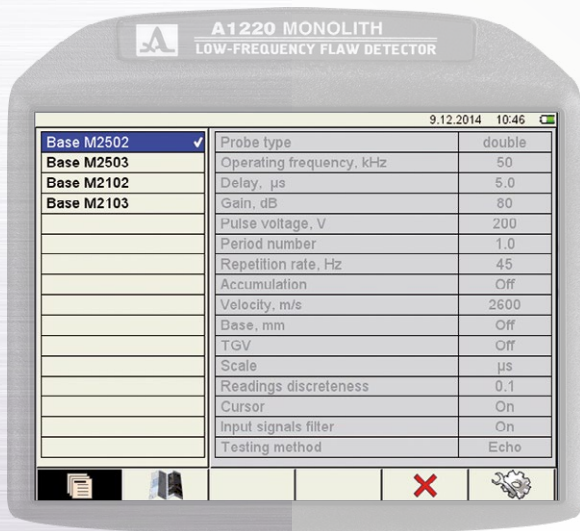 A1220 MONOLITH
LOW-FREQUENCY FLAW DETECTOR
9.12.2014 10:46
Base M2502
Base M2503
Base M2102
Base M2103
Probe type double
Operating frequency, kHz 50
Delay, µs 5.0
Gain, dB 80
Pulse voltage, V 200
Period number 1.0
Repetition rate, Hz 45
Accumulation Off
Velocity, m/s 2600
Base, mm Off
TGV Off
Scale µs
Readings discreteness 0.1
Cursor On
Input signals filter On
Testing method Echo